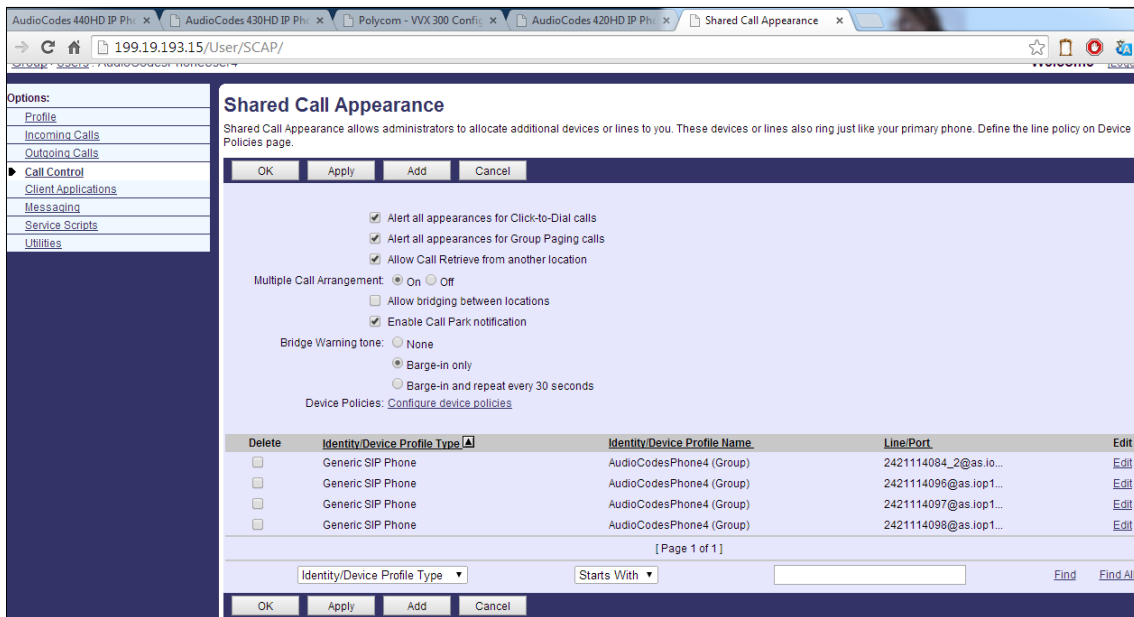 AudioCodes 440HD IP Pho AudioCodes 430HD IP Ph Polycom - VVX 300 Config AudioCodes 420HD IP Pho Shared Call Appearance
199.19.193.15/User/SCAP/
Options:
Profile
Incoming Calls
Outgoing Calls
Call Control
Client Applications
Messaging
Service Scripts
Utilities
Shared Call Appearance
Shared Call Appearance allows administrators to allocate additional devices or lines to you. These devices or lines also ring just like your primary phone. Define the line policy on Device
Policies page.
OK Apply Add Cancel
Alert all appearances for Click-to-Dial calls
Alert all appearances for Group Paging calls
Allow Call Retrieve from another location
Multiple Call Arrangement: On Off
Allow bridging between locations
Enable Call Park notification
Bridge Warning tone: None
Barge-in only
Barge-in and repeat every 30 seconds
Device Policies: Configure device policies
Delete Identity/Device Profile Type Identity/Device Profile Name Line/Port Edit
Generic SIP Phone AudioCodesPhone4 (Group) 2421114084_2@as.io... Edit
Generic SIP Phone AudioCodesPhone4 (Group) 2421114096@as.iop1... Edit
Generic SIP Phone AudioCodesPhone4 (Group) 2421114097@as.iop1... Edit
Generic SIP Phone AudioCodesPhone4 (Group) 2421114098@as.iop1... Edit
[ Page 1 of 1 ]
Identity/Device Profile Type Starts With Find Find Al
OK Apply Add Cancel